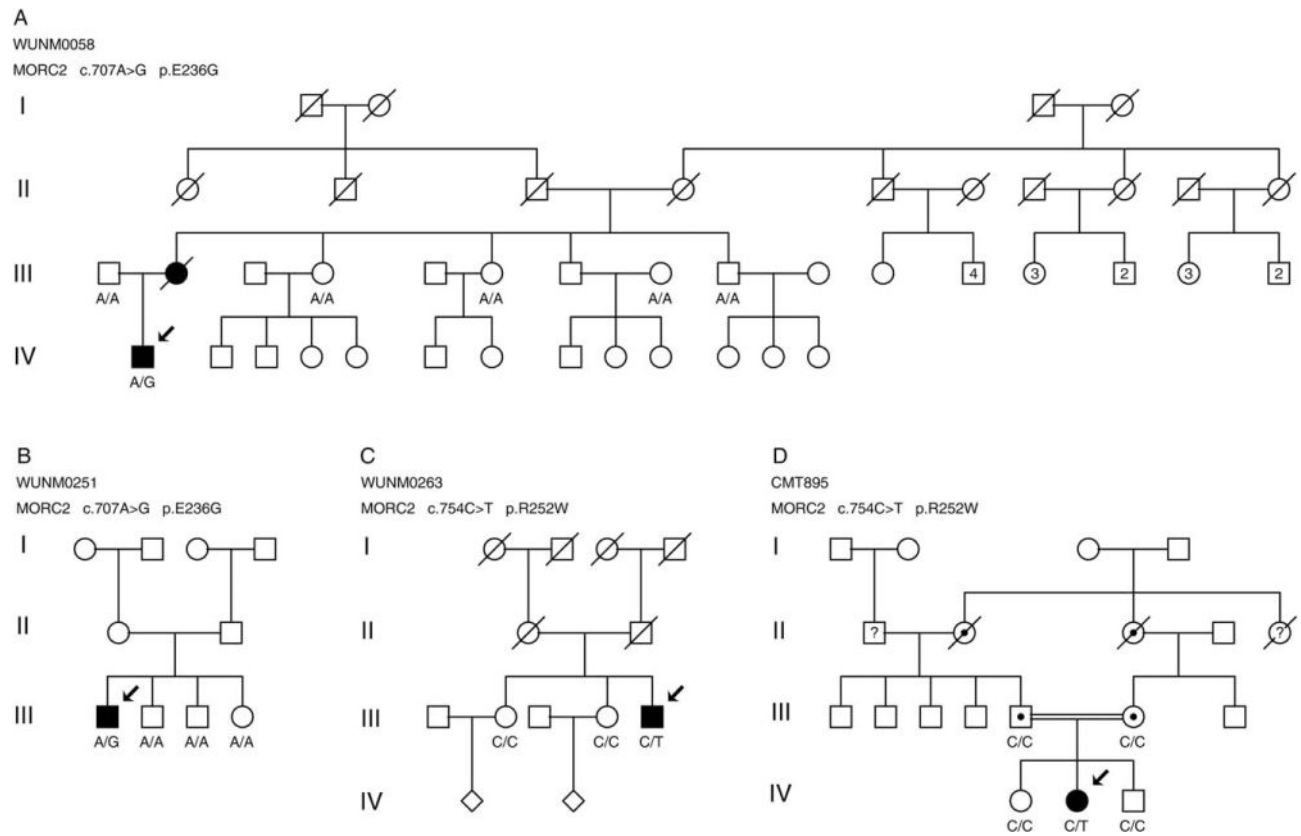 A
WUNM0058
MORC2 c.707A>G p.E236G
I
II
III
4 3 2 3 2
A/A A/A A/A A/A A/A
IV
A/G
B
WUNM0251
MORC2 c.707A>G p.E236G
I
II
III
A/G A/A A/A A/A
C
WUNM0263
MORC2 c.754C>T p.R252W
I
II
III
C/C C/C C/T
IV
D
CMT895
MORC2 c.754C>T p.R252W
I
II
? ?
III
C/C C/C
IV
C/C C/T C/C